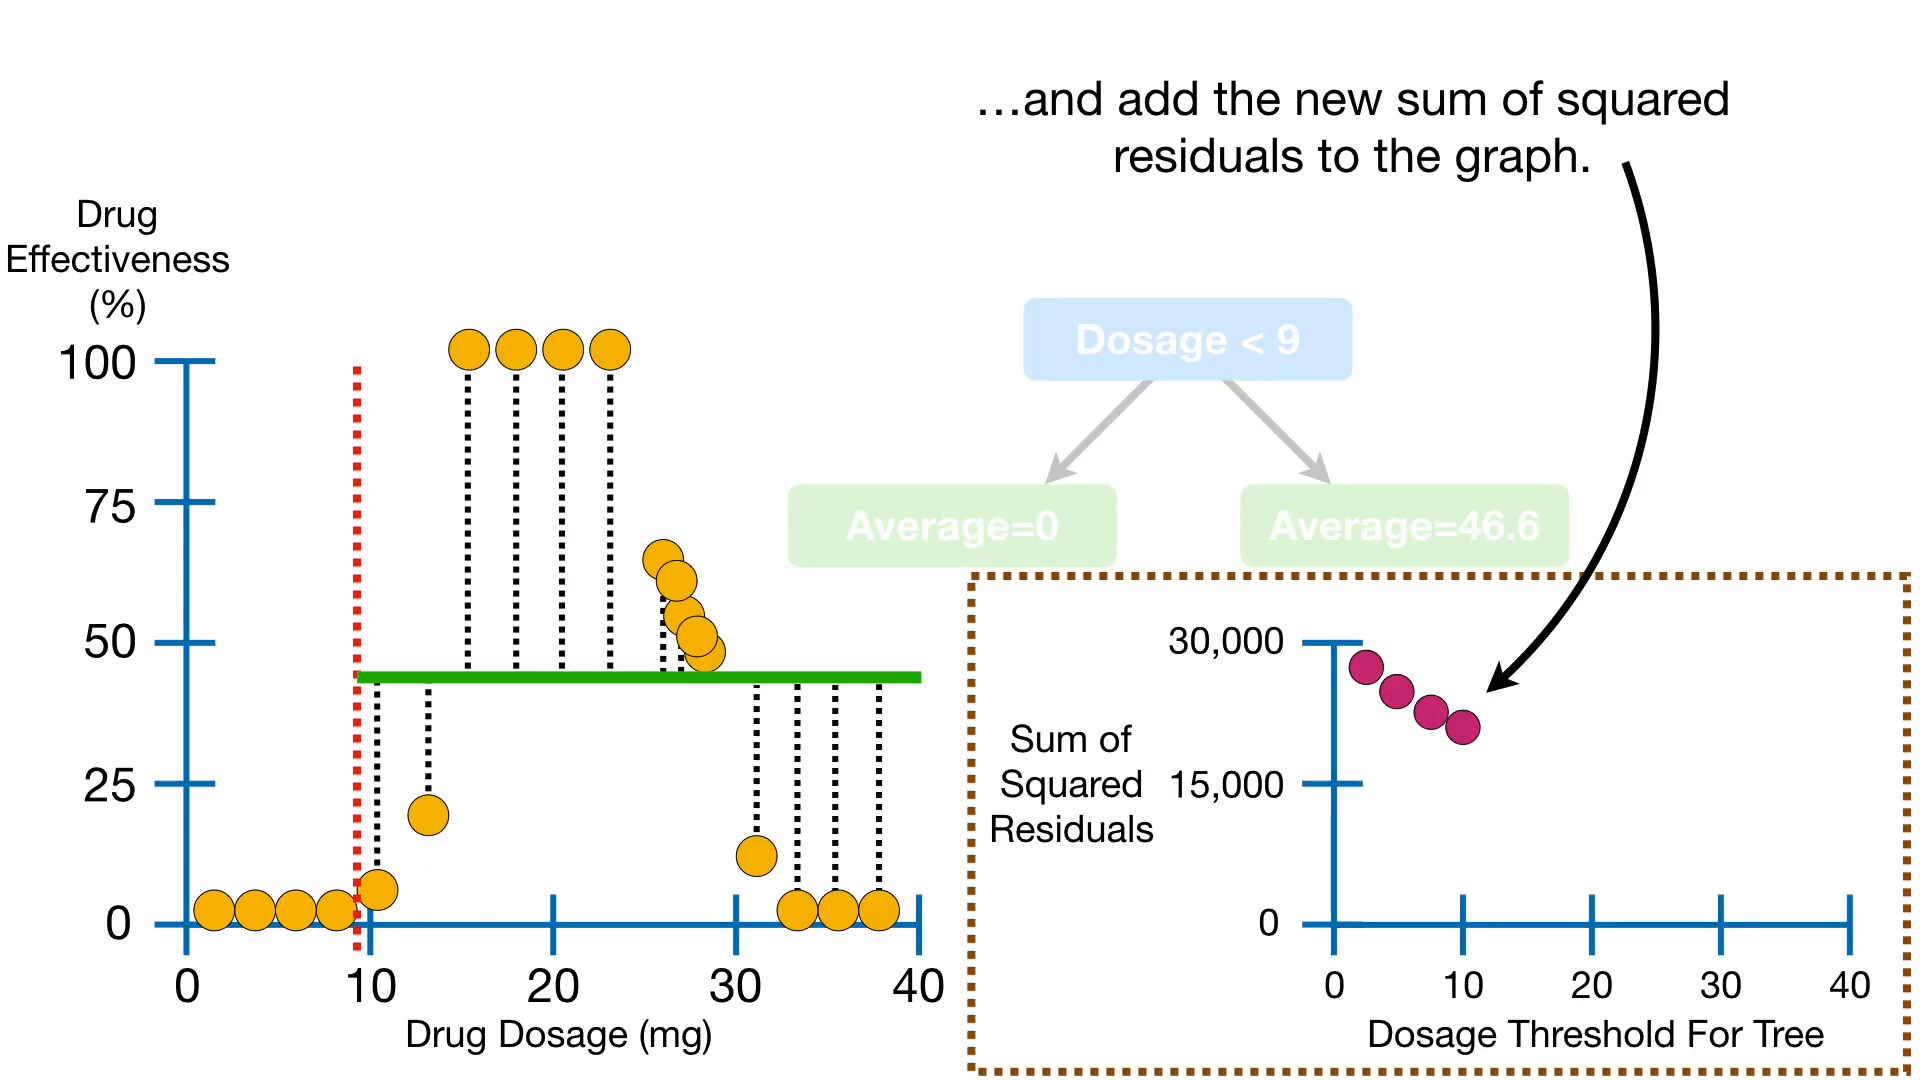 …and add the new sum of squared
residuals to the graph.
Drug
Effectiveness
(%)
100
75
50
25
0
0 10 20 30 40
Drug Dosage (mg)
Dosage < 9
Average=0
Average=46.6
Sum of
Squared
Residuals
30,000
15,000
0
0 10 20 30 40
Dosage Threshold For Tree